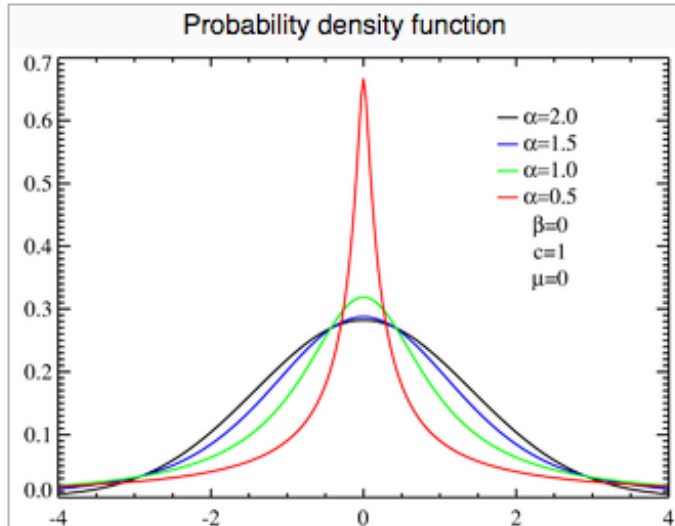 Probability density function
0.7
0.6
0.5
0.4
0.3
0.2
0.1
0.0
α=2.0
α=1.5
α=1.0
α=0.5
β=0
c=1
μ=0
-4 -2 0 2 4